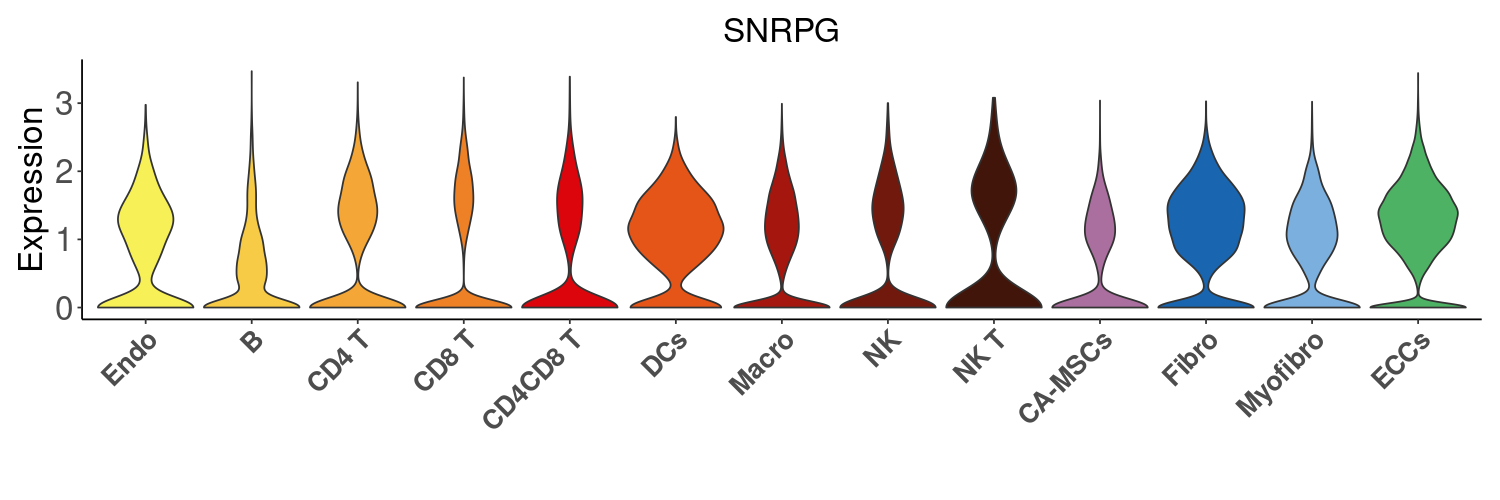 SNRPG
Expression
3
2
1
0
Endo
B
CD4 T
CD8 T
CD4CD8 T
DCs
Macro
NK
NK T
CA-MSCs
Fibro
Myofibro
ECCs